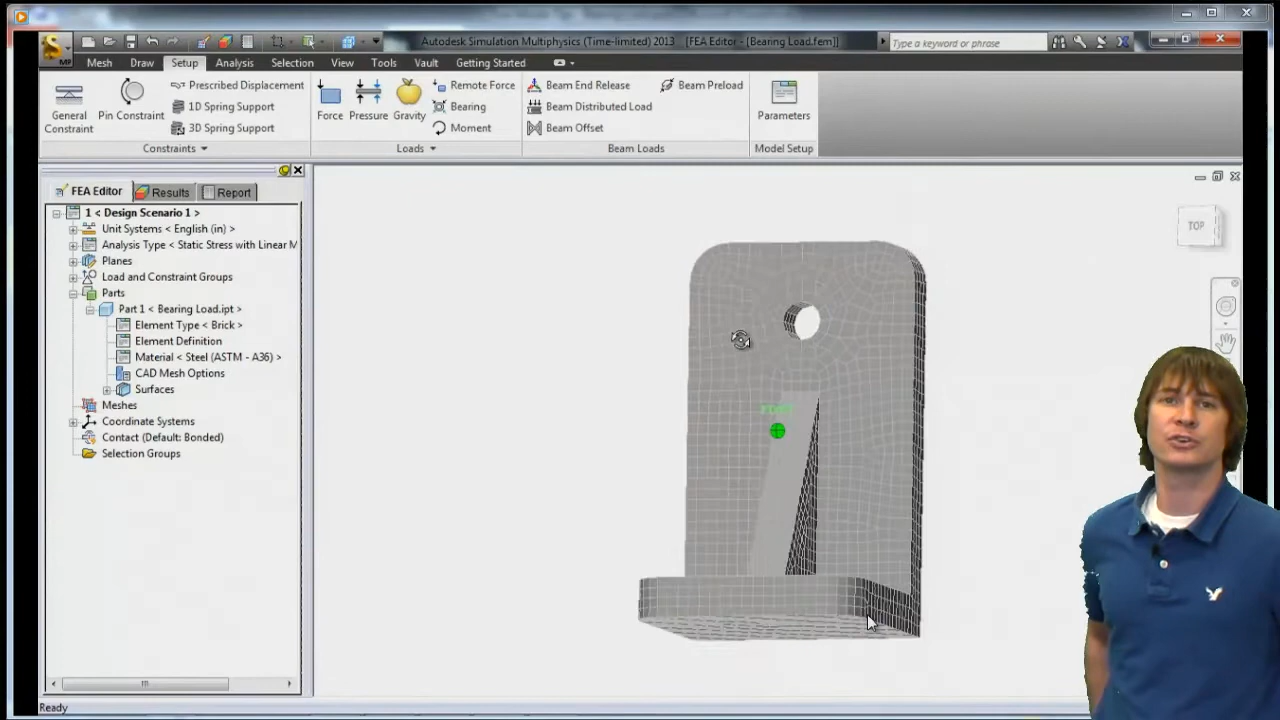 Autodesk Simulation Multiphysics (Time-limited) 2013 [FEA Editor - [Bearing Load.fem]]
Type a keyword or phrase
MP
Mesh Draw Setup Analysis Selection View Tools Vault Getting Started
General Constraint
Pin Constraint
Prescribed Displacement
1D Spring Support
3D Spring Support
Constraints
Force
Pressure
Gravity
Remote Force
Bearing
Moment
Loads
Beam End Release
Beam Distributed Load
Beam Offset
Beam Preload
Beam Loads
Parameters
Model Setup
FEA Editor Results Report
1 < Design Scenario 1 >
Unit Systems < English (in) >
Analysis Type < Static Stress with Linear M
Planes
Load and Constraint Groups
Parts
Part 1 < Bearing Load.ipt >
Element Type < Brick >
Element Definition
Material < Steel (ASTM - A36) >
CAD Mesh Options
Surfaces
Meshes
Coordinate Systems
Contact (Default: Bonded)
Selection Groups
TOP
Ready